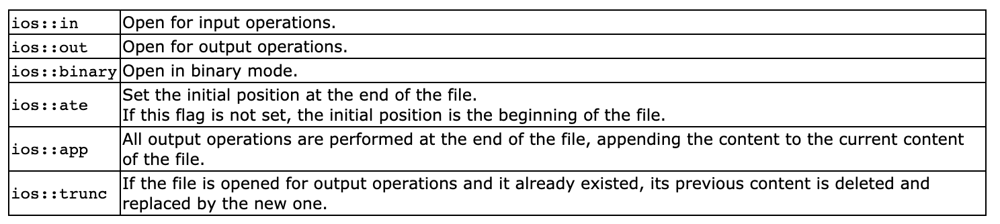 ios::in Open for input operations.
ios::out Open for output operations.
ios::binary Open in binary mode.
ios::ate Set the initial position at the end of the file.
If this flag is not set, the initial position is the beginning of the file.
ios::app All output operations are performed at the end of the file, appending the content to the current content
of the file.
ios::trunc If the file is opened for output operations and it already existed, its previous content is deleted and
replaced by the new one.